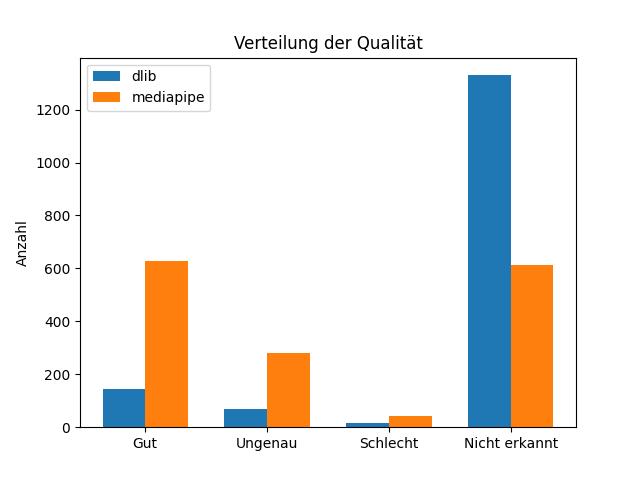 Verteilung der Qualität
dlib
mediapipe
Anzahl
1200
1000
800
600
400
200
0
Gut
Ungenau
Schlecht
Nicht erkannt